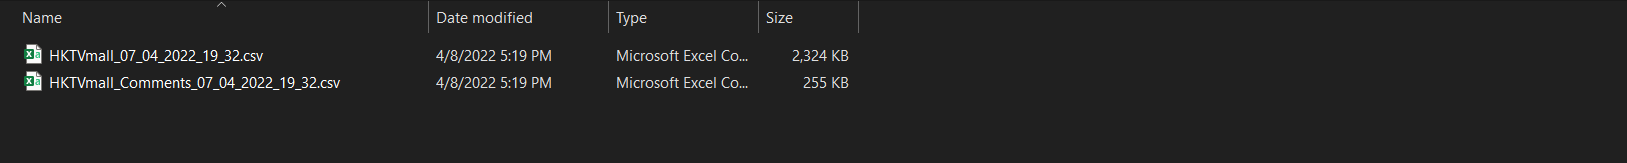 Name Date modified Type Size
HKTVmall_07_04_2022_19_32.csv 4/8/2022 5:19 PM Microsoft Excel Co... 2,324 KB
HKTVmall_Comments_07_04_2022_19_32.csv 4/8/2022 5:19 PM Microsoft Excel Co... 255 KB